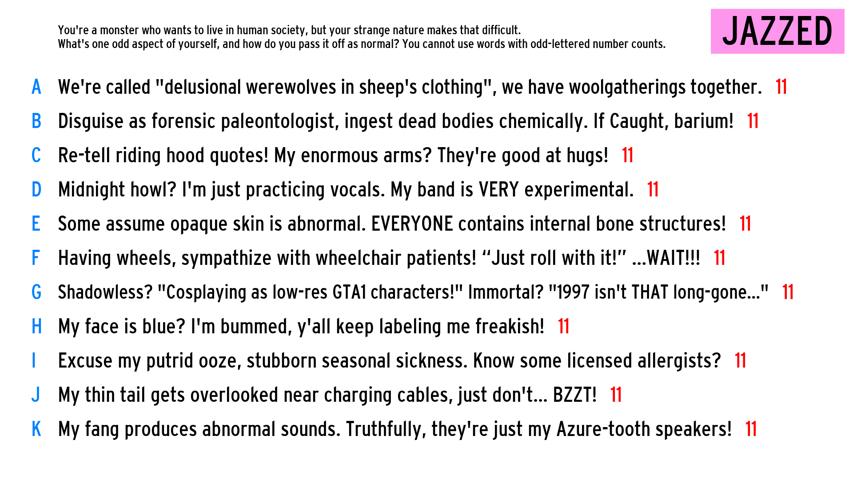 You're a monster who wants to live in human society, but your strange nature makes that difficult.
What's one odd aspect of yourself, and how do you pass it off as normal? You cannot use words with odd-lettered number counts.
JAZZED
A We're called "delusional werewolves in sheep's clothing", we have woolgatherings together. 11
B Disguise as forensic paleontologist, ingest dead bodies chemically. If Caught, barium! 11
C Re-tell riding hood quotes! My enormous arms? They're good at hugs! 11
D Midnight howl? I'm just practicing vocals. My band is VERY experimental. 11
E Some assume opaque skin is abnormal. EVERYONE contains internal bone structures! 11
F Having wheels, sympathize with wheelchair patients! “Just roll with it!” ...WAIT!!! 11
G Shadowless? "Cosplaying as low-res GTA1 characters!" Immortal? "1997 isn't THAT long-gone..." 11
H My face is blue? I'm bummed, y'all keep labeling me freakish! 11
I Excuse my putrid ooze, stubborn seasonal sickness. Know some licensed allergists? 11
J My thin tail gets overlooked near charging cables, just don't... BZZT! 11
K My fang produces abnormal sounds. Truthfully, they're just my Azure-tooth speakers! 11